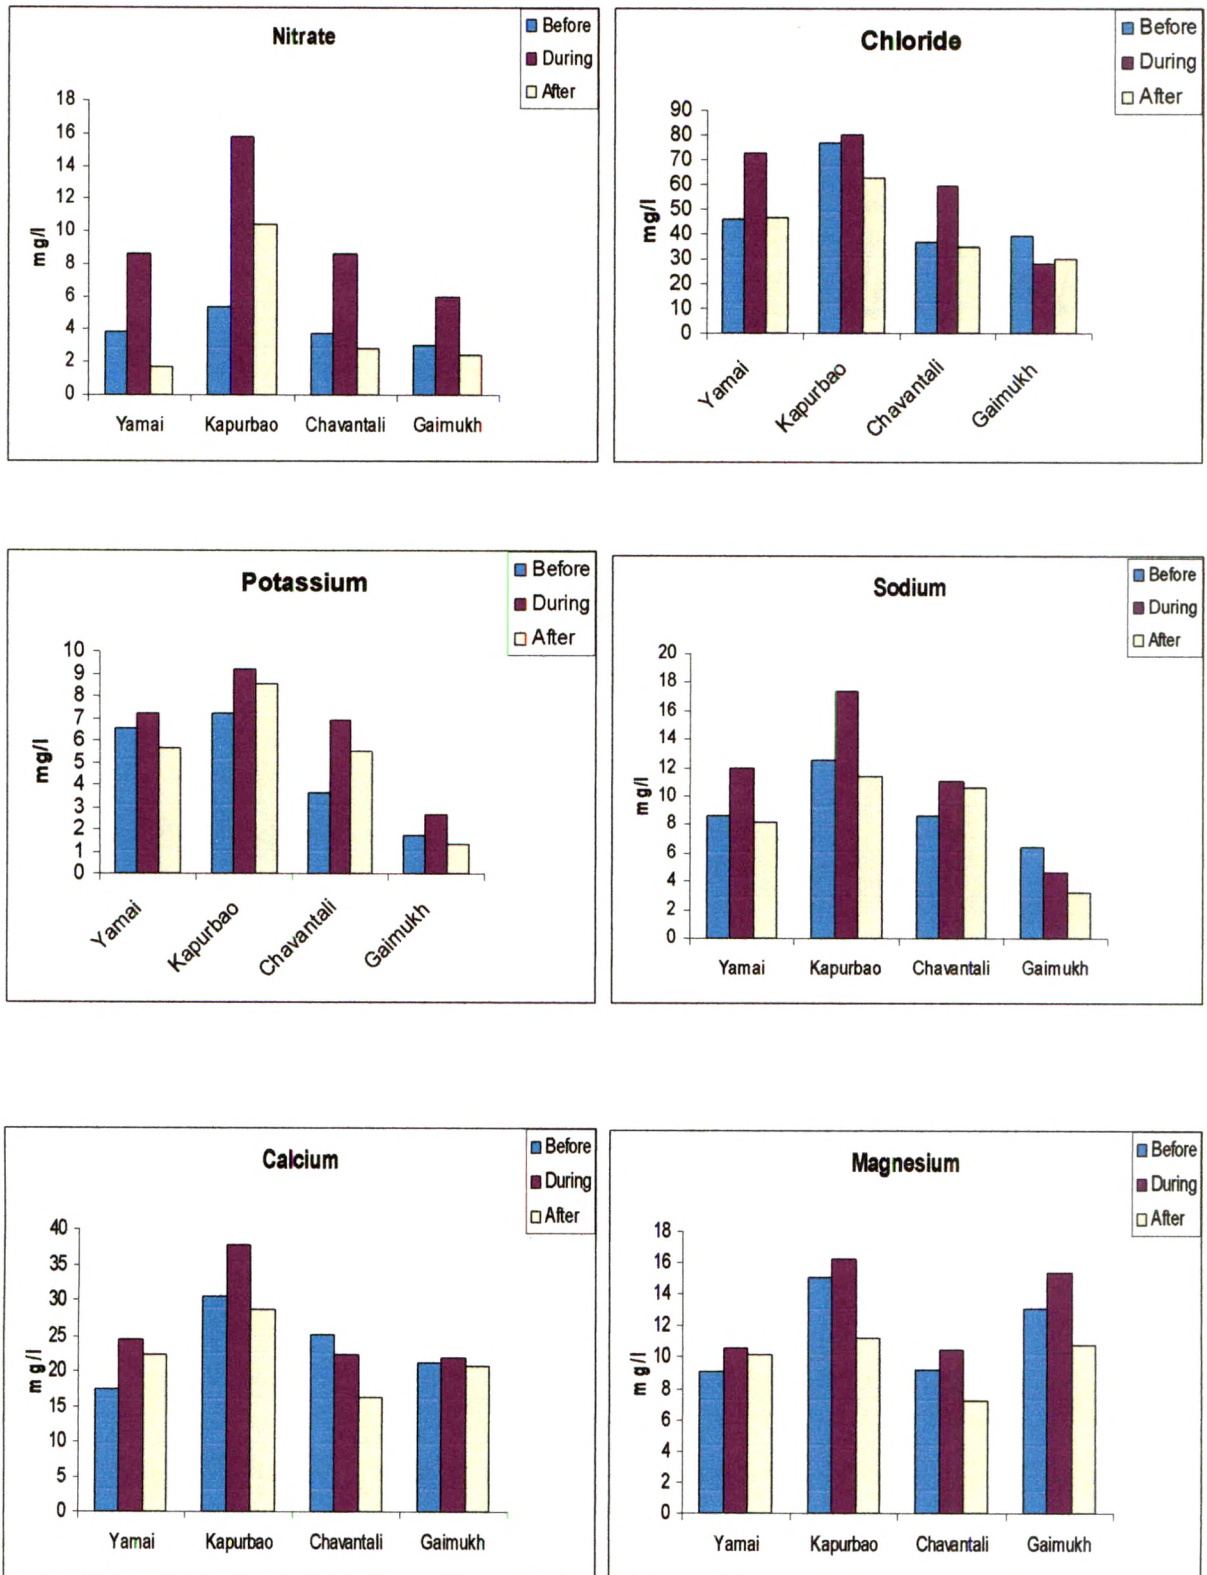 Nitrate
Before
During
After
18
16
14
12
10
8
6
4
2
0
mg/l
Yamai Kapurbao Chavantali Gaimukh
Chloride
Before
During
After
90
80
70
60
50
40
30
20
10
0
mg/l
Yamai Kapurbao Chavantali Gaimukh
Potassium
Before
During
After
10
9
8
7
6
5
4
3
2
1
0
mg/l
Yamai Kapurbao Chavantali Gaimukh
Sodium
Before
During
After
20
18
16
14
12
10
8
6
4
2
0
mg/l
Yamai Kapurbao Chavantali Gaimukh
Calcium
Before
During
After
40
35
30
25
20
15
10
5
0
mg/l
Yamai Kapurbao Chavantali Gaimukh
Magnesium
Before
During
After
18
16
14
12
10
8
6
4
2
0
mg/l
Yamai Kapurbao Chavantali Gaimukh